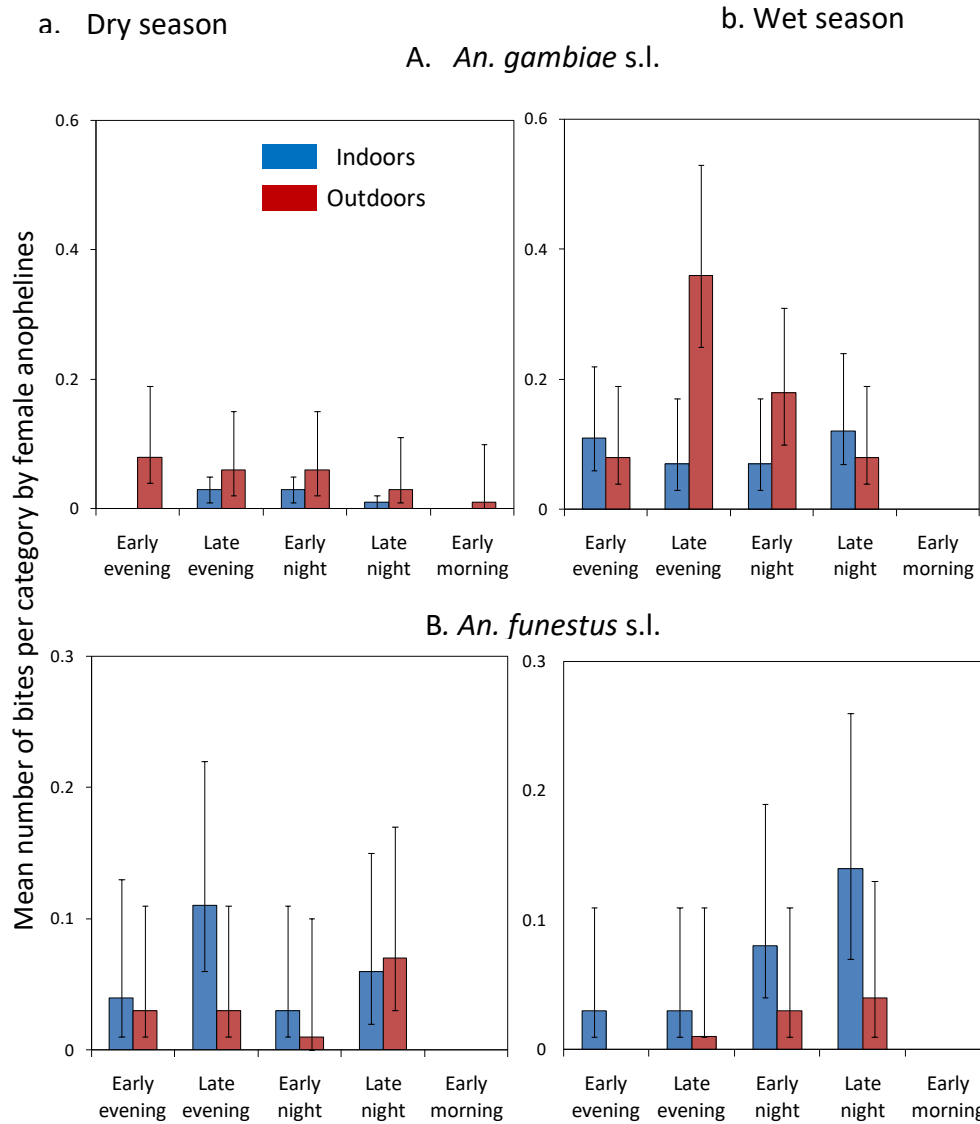 a. Dry season
b. Wet season
A. An. gambiae s.l.
Mean number of bites per category by female anophelines
0.6
0.4
0.2
0
Indoors
Outdoors
Early evening
Late evening
Early night
Late night
Early morning
0.6
0.4
0.2
0
Early evening
Late evening
Early night
Late night
Early morning
B. An. funestus s.l.
0.3
0.2
0.1
0
Early evening
Late evening
Early night
Late night
Early morning
0.3
0.2
0.1
0
Early evening
Late evening
Early night
Late night
Early morning